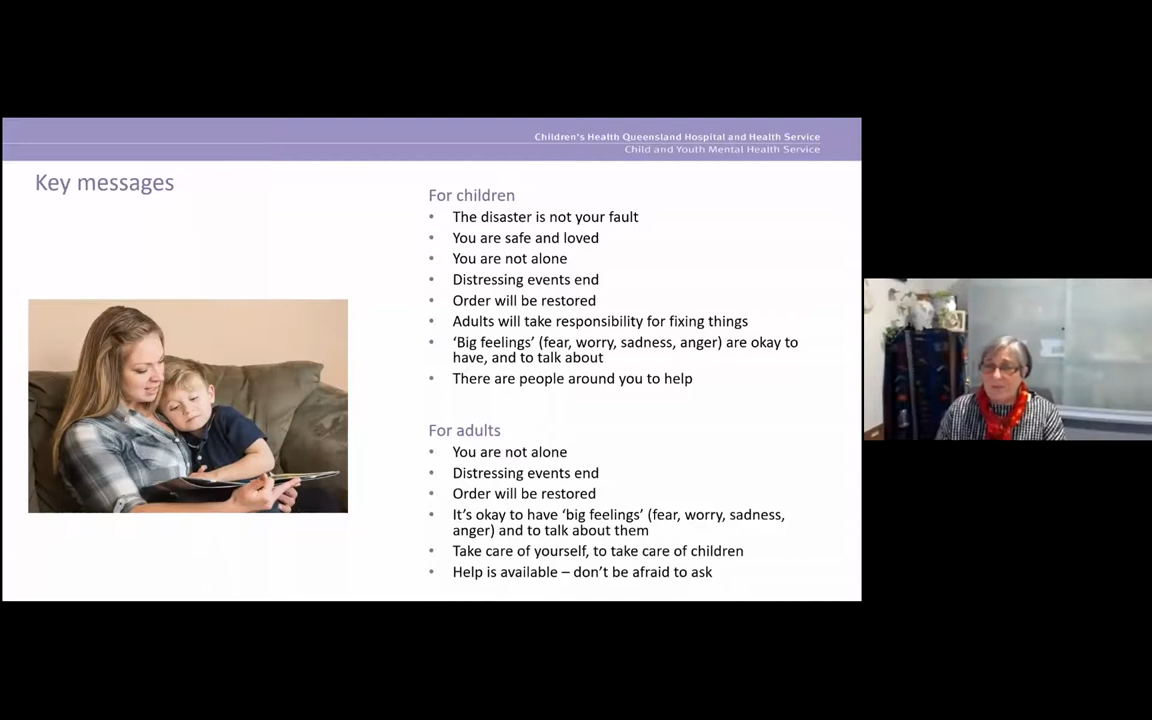 Children's Health Queensland Hospital and Health Service
Child and Youth Mental Health Service
Key messages
For children
• The disaster is not your fault
• You are safe and loved
• You are not alone
• Distressing events end
• Order will be restored
• Adults will take responsibility for fixing things
• ‘Big feelings’ (fear, worry, sadness, anger) are okay to
have, and to talk about
• There are people around you to help
For adults
• You are not alone
• Distressing events end
• Order will be restored
• It’s okay to have ‘big feelings’ (fear, worry, sadness,
anger) and to talk about them
• Take care of yourself, to take care of children
• Help is available – don’t be afraid to ask